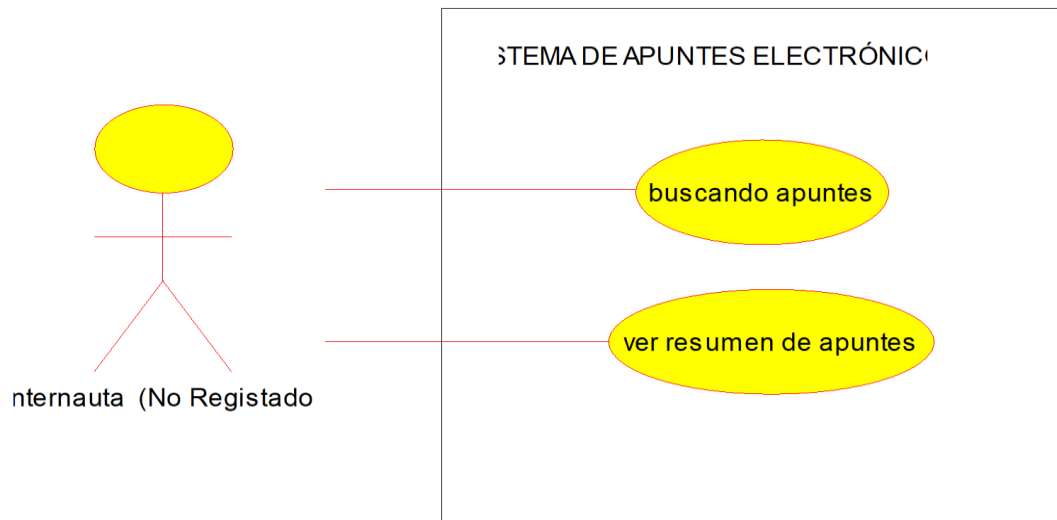 STEMA DE APUNTES ELECTRÓNIC
buscando apuntes
ver resumen de apuntes
nternauta (No Registado